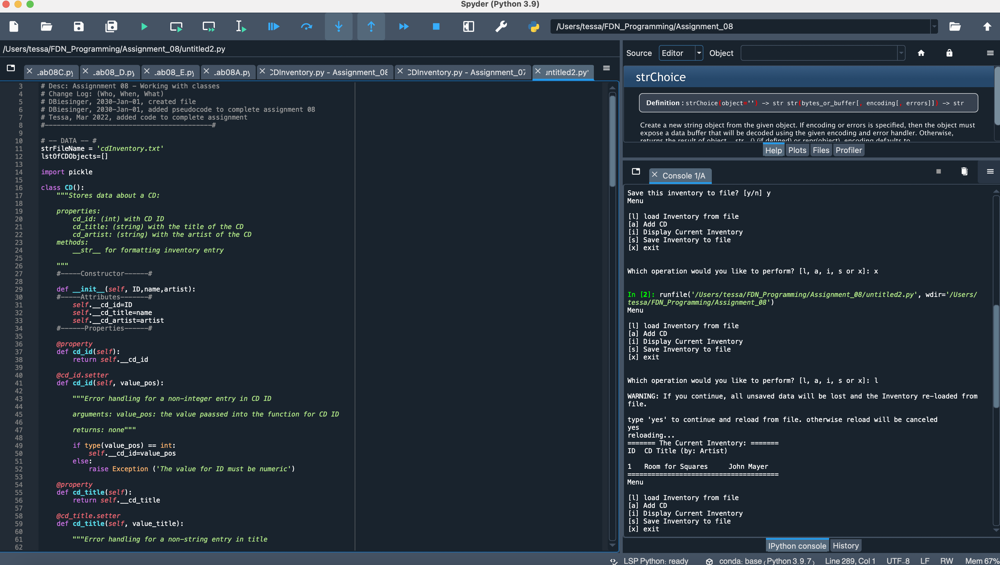 Spyder (Python 3.9)
/Users/tessa/FDN_Programming/Assignment_08
/Users/tessa/FDN_Programming/Assignment_08/untitled2.py
_ab08C.py
_ab08_D.py
_ab08_E.py
_ab08A.py
CDInventory.py - Assignment_08
CDInventory.py - Assignment_07
untitled2.py*
3 # Desc: Assignnment 08 - Working with classes
4 # Change Log: (Who, When, What)
5 # DBiesinger, 2030-Jan-01, created file
6 # DBiesinger, 2030-Jan-01, added pseudocode to complete assignment 08
7 # Tessa, Mar 2022, added code to complete assignment
8 #------------------------------------------#
9
10 # -- DATA -- #
11 strFileName = 'cdInventory.txt'
12 lstOfCDObjects=[]
13
14 import pickle
15
16 class CD():
17 """Stores data about a CD:
18
19 properties:
20 cd_id: (int) with CD ID
21 cd_title: (string) with the title of the CD
22 cd_artist: (string) with the artist of the CD
23 methods:
24 __str__ for formatting inventory entry
25
26 """
27 #-----Constructor------#
28
29 def __init__(self, ID,name,artist):
30 #-----Attributes-------#
31 self.__cd_id=ID
32 self.__cd_title=name
33 self.__cd_artist=artist
34 #------Properties------#
35
36 @property
37 def cd_id(self):
38 return self.__cd_id
39
40 @cd_id.setter
41 def cd_id(self, value_pos):
42
43 """Error handling for a non-integer entry in CD ID
44
45 arguments: value_pos: the value paassed into the function for CD ID
46
47 returns: none"""
48
49 if type(value_pos) == int:
50 self.__cd_id=value_pos
51 else:
52 raise Exception ('The value for ID must be numeric')
53
54 @property
55 def cd_title(self):
56 return self.__cd_title
57
58 @cd_title.setter
59 def cd_title(self, value_title):
60
61 """Error handling for a non-string entry in title
62
Source Editor Object
strChoice
Definition : strChoice(object='') -> str str(bytes_or_buffer[, encoding[, errors]]) -> str
Create a new string object from the given object. If encoding or errors is specified, then the object must
expose a data buffer that will be decoded using the given encoding and error handler. Otherwise,
returns the result of object.__str__() (if defined) or repr(object). encoding defaults to
Help Plots Files Profiler
Console 1/A
Save this inventory to file? [y/n] y
Menu
[l] load Inventory from file
[a] Add CD
[i] Display Current Inventory
[s] Save Inventory to file
[x] exit
Which operation would you like to perform? [l, a, i, s or x]: x
In [2]: runfile('/Users/tessa/FDN_Programming/Assignment_08/untitled2.py', wdir='/Users/
tessa/FDN_Programming/Assignment_08')
Menu
[l] load Inventory from file
[a] Add CD
[i] Display Current Inventory
[s] Save Inventory to file
[x] exit
Which operation would you like to perform? [l, a, i, s or x]: l
WARNING: If you continue, all unsaved data will be lost and the Inventory re-loaded from
file.
type 'yes' to continue and reload from file. otherwise reload will be canceled
yes
reloading...
======= The Current Inventory: =======
ID CD Title (by: Artist)
1 Room for Squares John Mayer
======================================
Menu
[l] load Inventory from file
[a] Add CD
[i] Display Current Inventory
[s] Save Inventory to file
[x] exit
IPython console History
LSP Python: ready conda: base (Python 3.9.7) Line 289, Col 1 UTF-8 LF RW Mem 67%